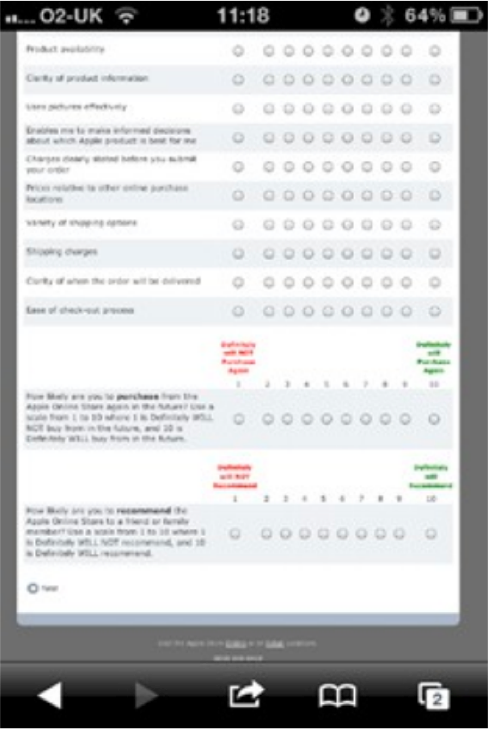 O2-UK 11:18 64%
Product availability
Clarity of product information
Uses pictures effectively
Enables me to make informed decisions
about which Apple product is best for me
Charges clearly stated before you submit
your order
Prices relative to other online purchase
locations
Variety of shipping options
Shipping charges
Clarity of when the order will be delivered
Ease of check-out process
Definitely Definitely
will NOT will
Purchase Purchase
Again Again
1 2 3 4 5 6 7 8 9 10
How likely are you to purchase from the
Apple Online Store again in the future? Use a
scale from 1 to 10 where 1 is Definitely WILL
NOT buy from in the future, and 10 is
Definitely WILL buy from in the future.
Definitely Definitely
will NOT will
Recommend Recommend
1 2 3 4 5 6 7 8 9 10
How likely are you to recommend the
Apple Online Store to a friend or family
member? Use a scale from 1 to 10 where 1
is Definitely WILL NOT recommend, and 10
is Definitely WILL recommend.
Next
2